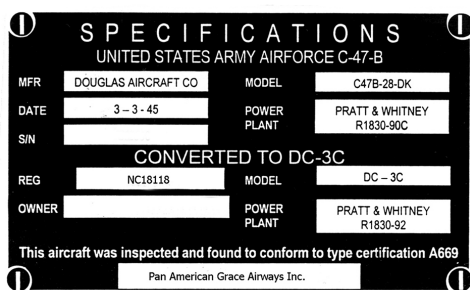 SPECIFICATIONS
UNITED STATES ARMY AIRFORCE C-47-B
MFR DOUGLAS AIRCRAFT CO MODEL C47B-28-DK
DATE 3 – 3 - 45 POWER PLANT PRATT & WHITNEY R1830-90C
S/N
CONVERTED TO DC-3C
REG NC18118 MODEL DC – 3C
OWNER POWER PLANT PRATT & WHITNEY R1830-92
This aircraft was inspected and found to conform to type certification A669
Pan American Grace Airways Inc.